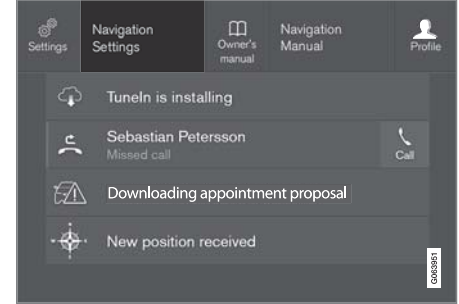 Settings
Navigation
Settings
Owner's
manual
Navigation
Manual
Profile
TuneIn is installing
Sebastian Petersson
Missed call
Call
Downloading appointment proposal
New position received
G063951